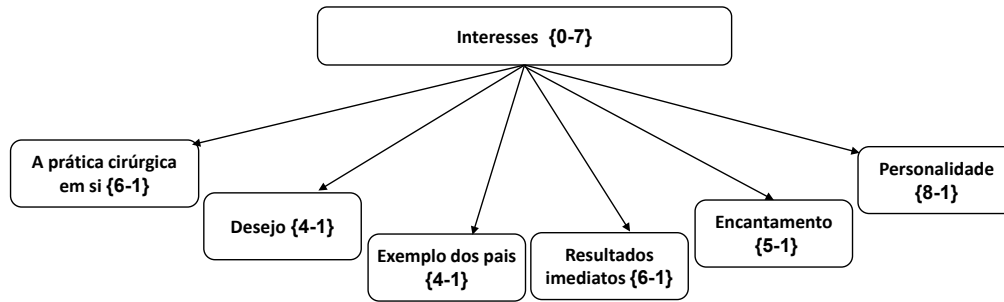 Interesses {0-7}
A prática cirúrgica
em si {6-1}
Desejo {4-1}
Exemplo dos pais
{4-1}
Resultados
imediatos {6-1}
Encantamento
{5-1}
Personalidade
{8-1}